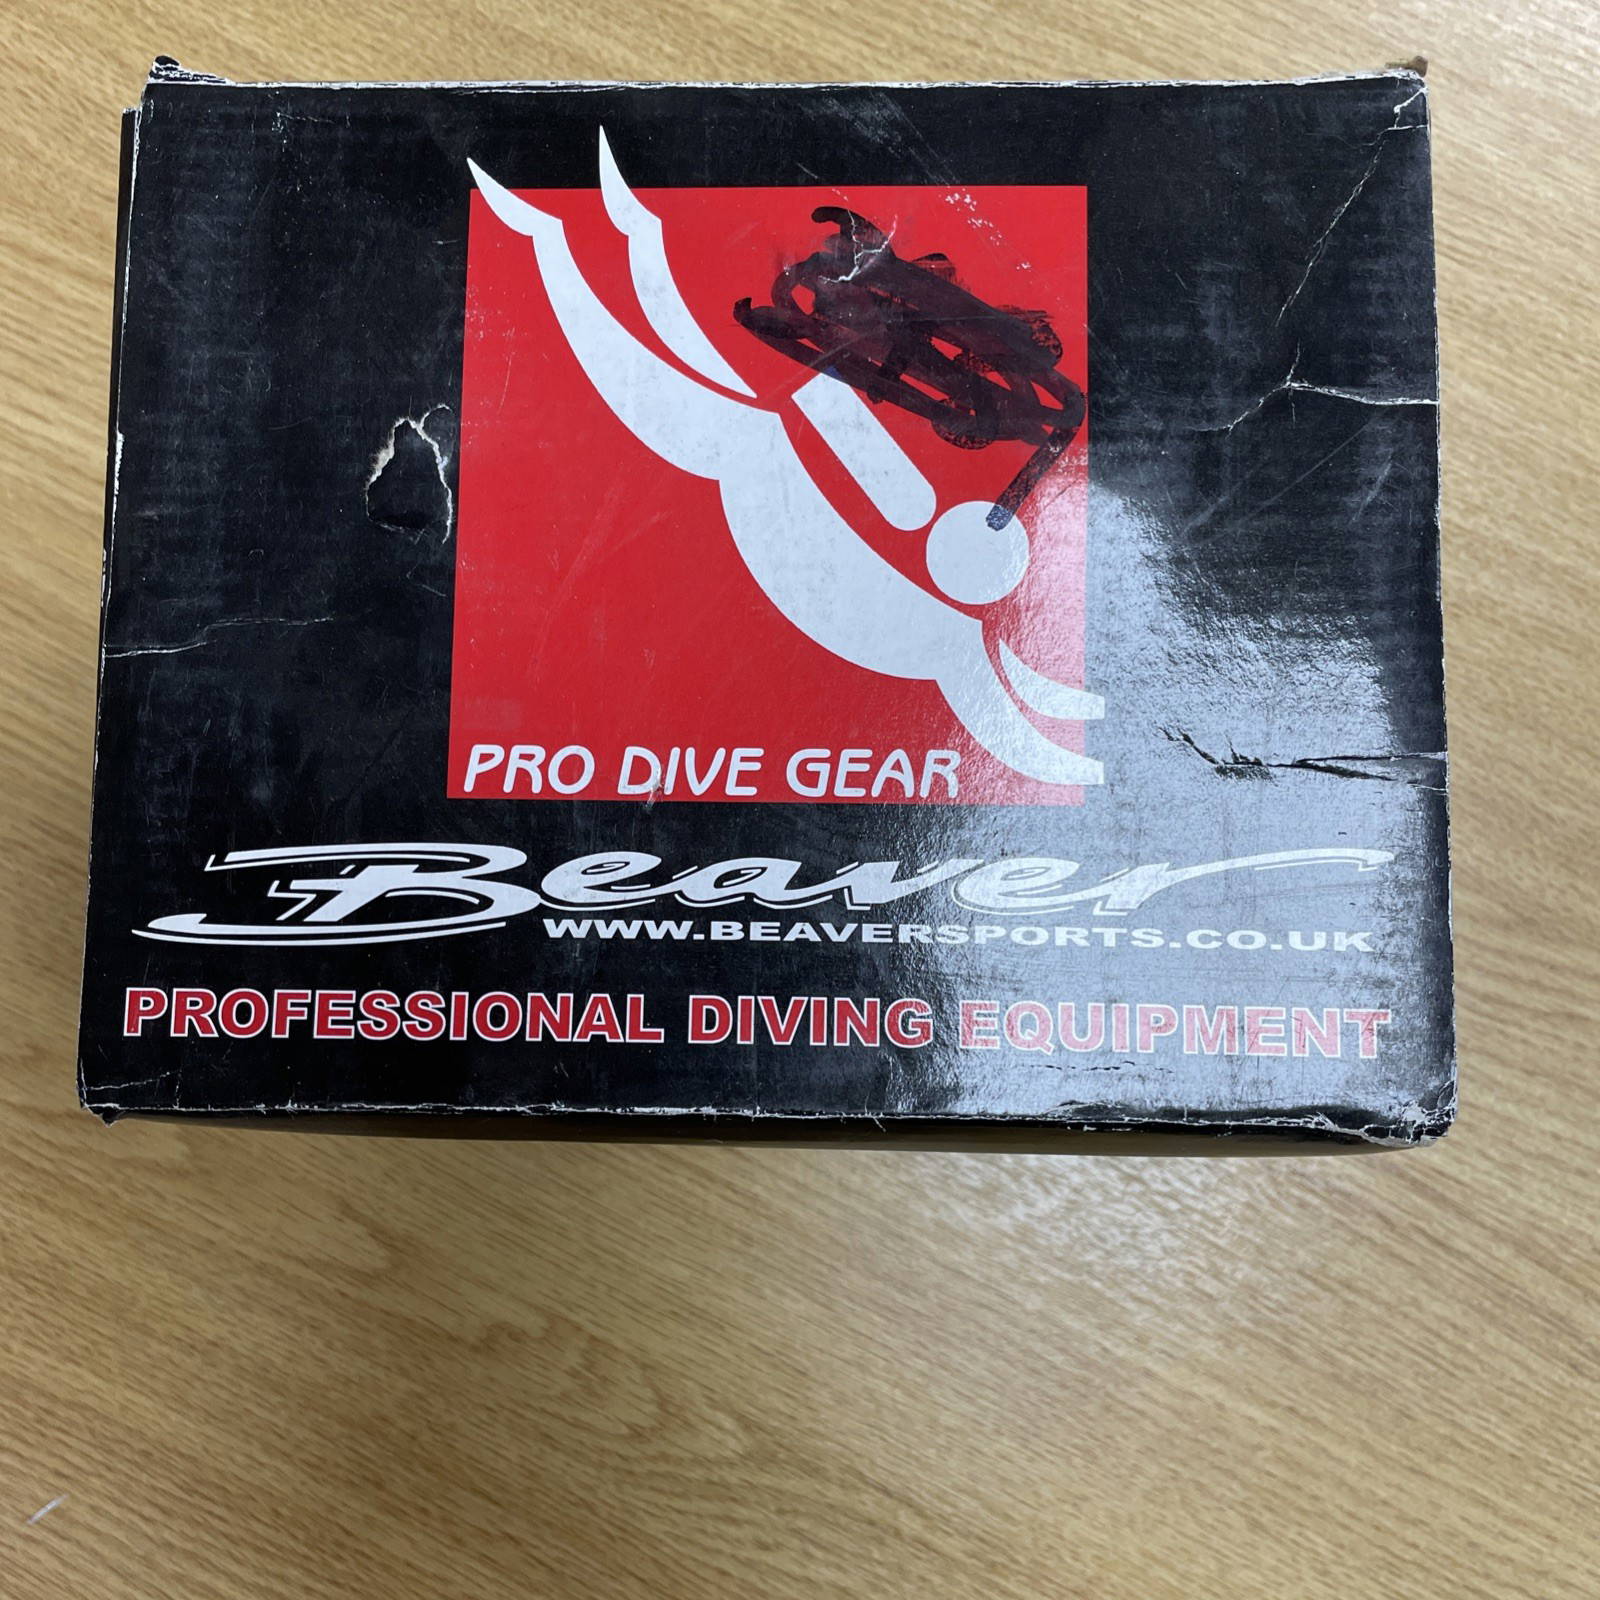 PRO DIVE GEAR
Beaver
WWW.BEAVERSPORTS.CO.UK
PROFESSIONAL DIVING EQUIPMENT